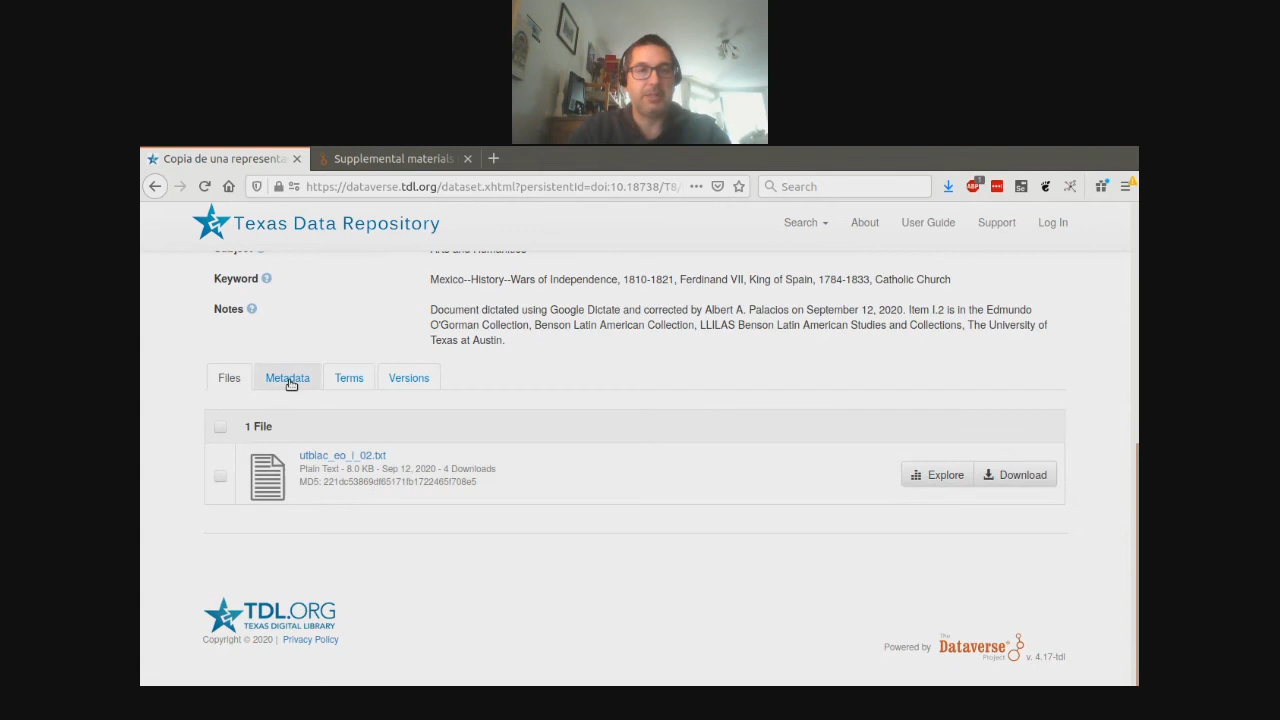 Copia de una representa
Supplemental materials
https://dataverse.tdl.org/dataset.xhtml?persistentId=doi:10.18738/T8/
Search
Texas Data Repository
Search
About
User Guide
Support
Log In
Keyword
Mexico--History--Wars of Independence, 1810-1821, Ferdinand VII, King of Spain, 1784-1833, Catholic Church
Notes
Document dictated using Google Dictate and corrected by Albert A. Palacios on September 12, 2020. Item I.2 is in the Edmundo
O'Gorman Collection, Benson Latin American Collection, LLILAS Benson Latin American Studies and Collections, The University of
Texas at Austin.
Files
Metadata
Terms
Versions
1 File
utblac_eo_I_02.txt
Plain Text - 8.0 KB - Sep 12, 2020 - 4 Downloads
MD5: 221dc53869df65171fb1722465f708e5
Explore
Download
TDL.ORG
TEXAS DIGITAL LIBRARY
Copyright © 2020 | Privacy Policy
Powered by
The
Dataverse
Project
v. 4.17-tdl